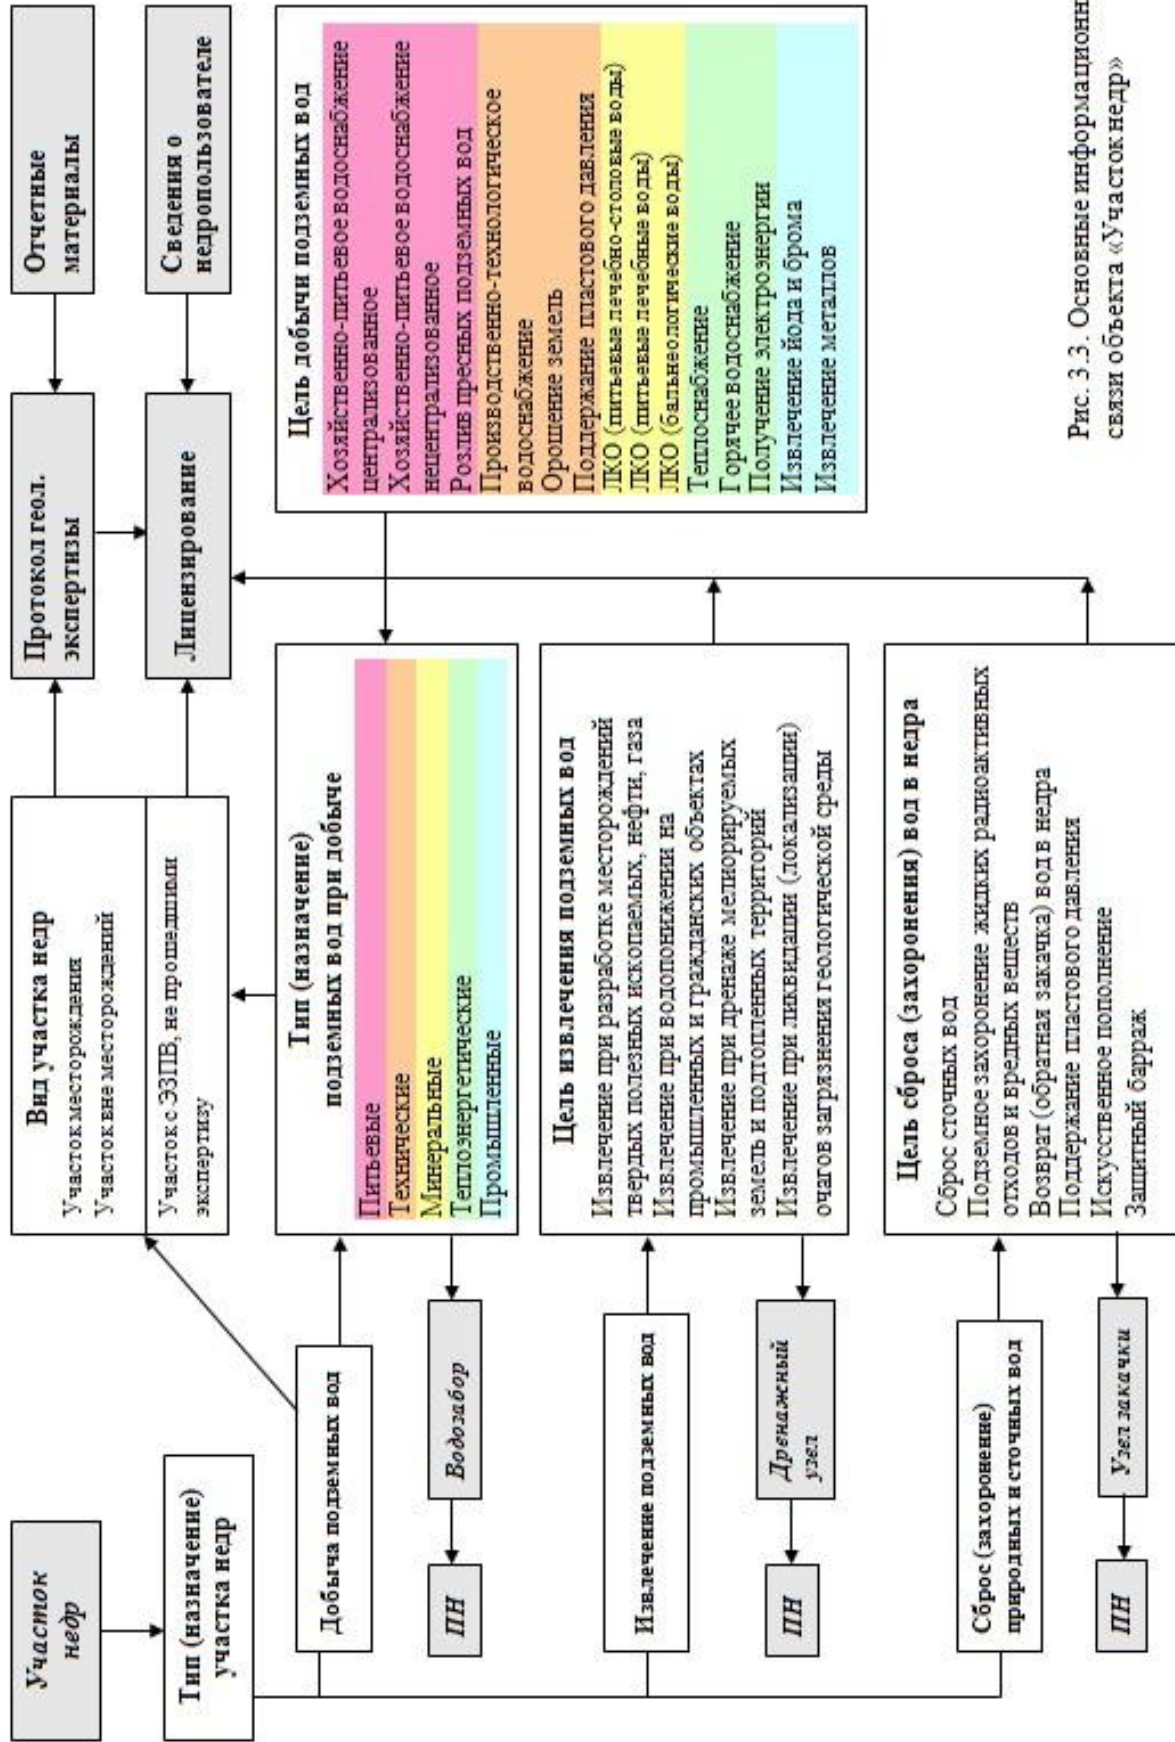 Участок
недр
Тип (назначение)
участка недр
Вид участка недр
Участок месторождения
Участок вне месторождений
Участок с ЭЗПВ, не прошедшими
экспертизу
Протокол геол.
экспертизы
Отчетные
материалы
Лицензирование
Сведения о
недропользователе
Добыча подземных вод
Тип (назначение)
подземных вод при добыче
Питьевые
Технические
Минеральные
Теплоэнергетические
Промышленные
Цель добычи подземных вод
Хозяйственно-питьевое водоснабжение
централизованное
Хозяйственно-питьевое водоснабжение
нецентрализованное
Розлив пресных подземных вод
Производственно-технологическое
водоснабжение
Орошение земель
Поддержание пластового давления
ЛКО (питьевые лечебно-столовые воды)
ЛКО (питьевые лечебные воды)
ЛКО (бальнеологические воды)
Теплоснабжение
Горячее водоснабжение
Получение электроэнергии
Извлечение йода и брома
Извлечение металлов
ПН
Водозабор
Извлечение подземных вод
Цель извлечения подземных вод
Извлечение при разработке месторождений
твердых полезных ископаемых, нефти, газа
Извлечение при водопонижении на
промышленных и гражданских объектах
Извлечение при дренаже мелиорируемых
земель и подтопленных территорий
Извлечение при ликвидации (локализации)
очагов загрязнения геологической среды
ПН
Дренажный
узел
Сброс (захоронение)
природных и сточных вод
Цель сброса (захоронения) вод в недра
Сброс сточных вод
Подземное захоронение жидких радиоактивных
отходов и вредных веществ
Возврат (обратная закачка) вод в недра
Поддержание пластового давления
Искусственное пополнение
Защитный барраж
ПН
Узел закачки
Рис. 3.3. Основные информационн
связи объекта «Участок недр»